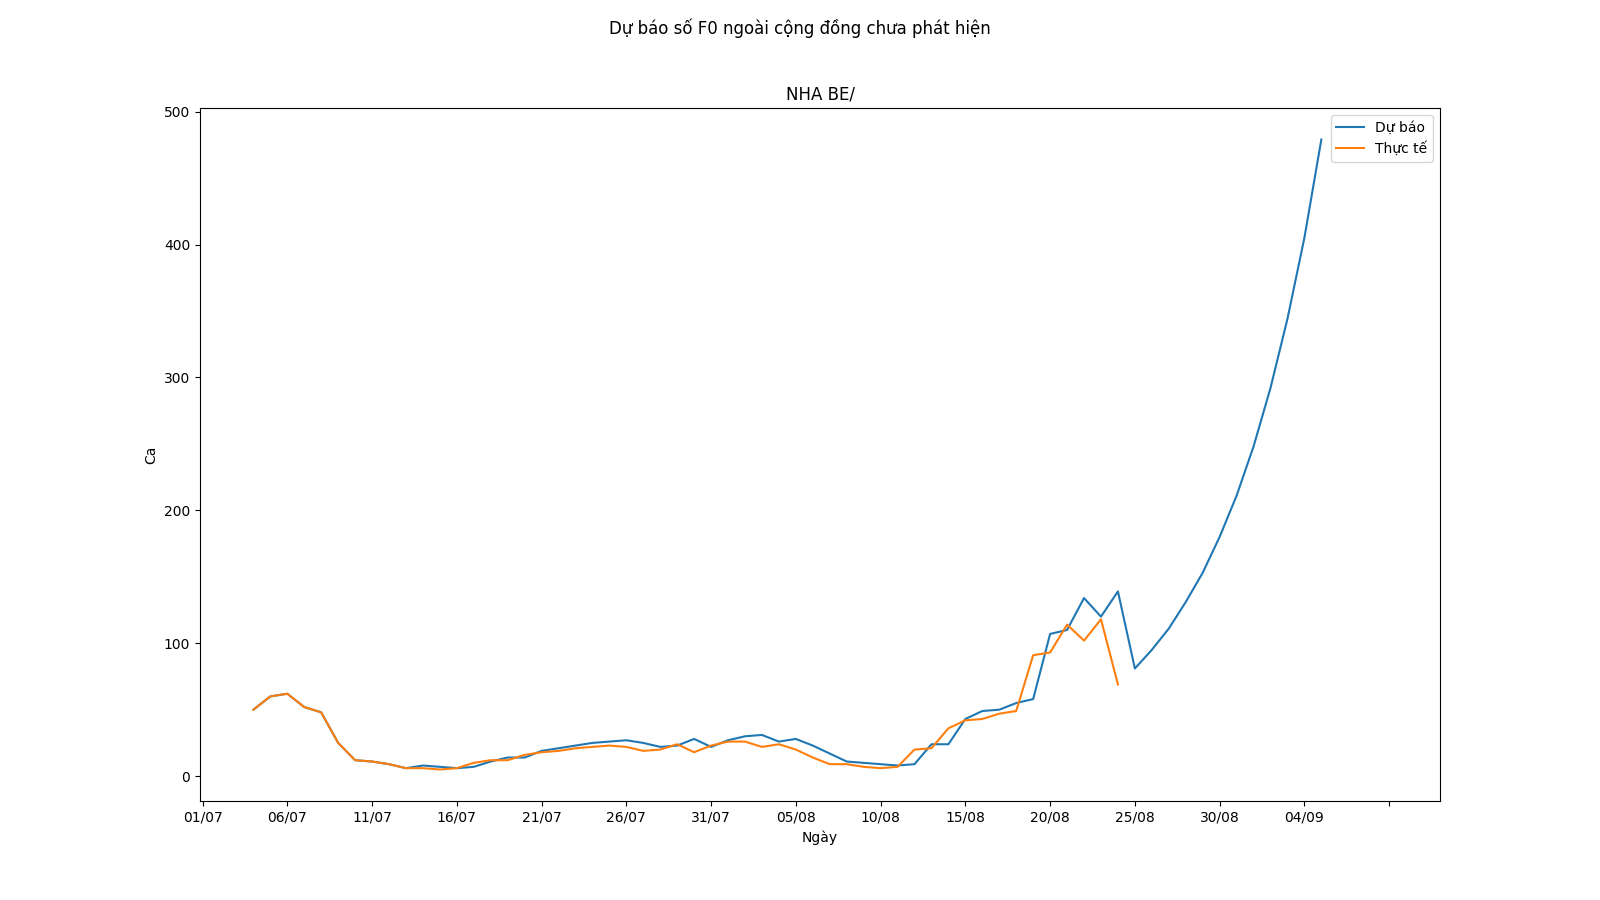 Dự báo số F0 ngoài cộng đồng chưa phát hiện
NHA BE/
500
400
300
200
100
0
Ca
Dự báo
Thực tế
01/07 06/07 11/07 16/07 21/07 26/07 31/07 05/08 10/08 15/08 20/08 25/08 30/08 04/09
Ngày